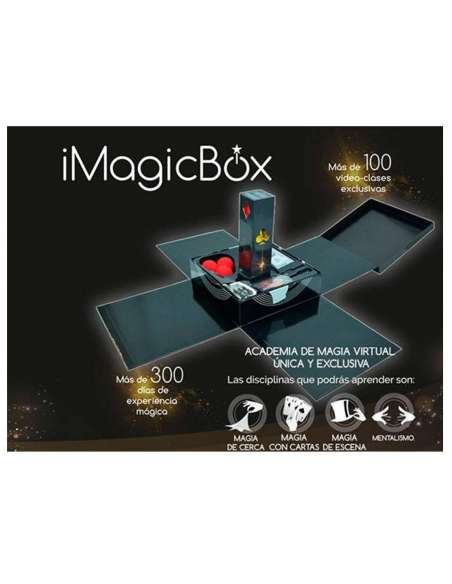 iMagicBox
Más de 100
video-clases
exclusivas
Más de 300
días de
experiencia
mágica
ACADEMIA DE MAGIA VIRTUAL
ÚNICA Y EXCLUSIVA
Las disciplinas que podrás aprender son:
MAGIA
DE CERCA
MAGIA
CON CARTAS
MAGIA
DE ESCENA
MENTALISMO